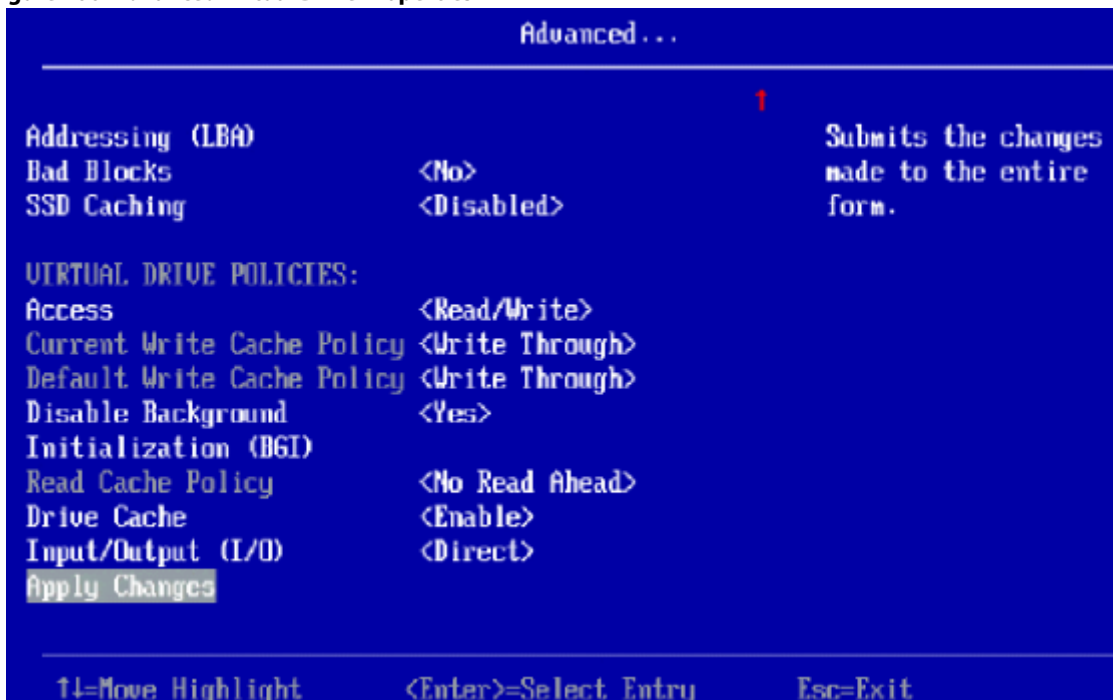 Advanced...
↑
Addressing (LBA)
Submits the changes
Bad Blocks <No>
made to the entire
SSD Caching <Disabled>
form.
VIRTUAL DRIVE POLICIES:
Access <Read/Write>
Current Write Cache Policy <Write Through>
Default Write Cache Policy <Write Through>
Disable Background <Yes>
Initialization (BGI)
Read Cache Policy <No Read Ahead>
Drive Cache <Enable>
Input/Output (I/O) <Direct>
Apply Changes
↑↓=Move Highlight <Enter>=Select Entry Esc=Exit